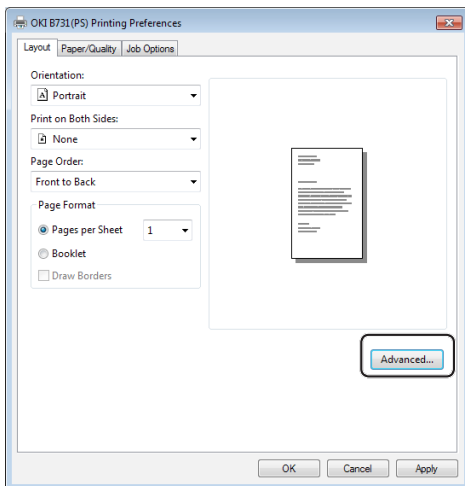 OKI B731(PS) Printing Preferences
Layout Paper/Quality Job Options
Orientation:
A Portrait
Print on Both Sides:
None
Page Order:
Front to Back
Page Format
Pages per Sheet 1
Booklet
Draw Borders
Advanced...
OK Cancel Apply